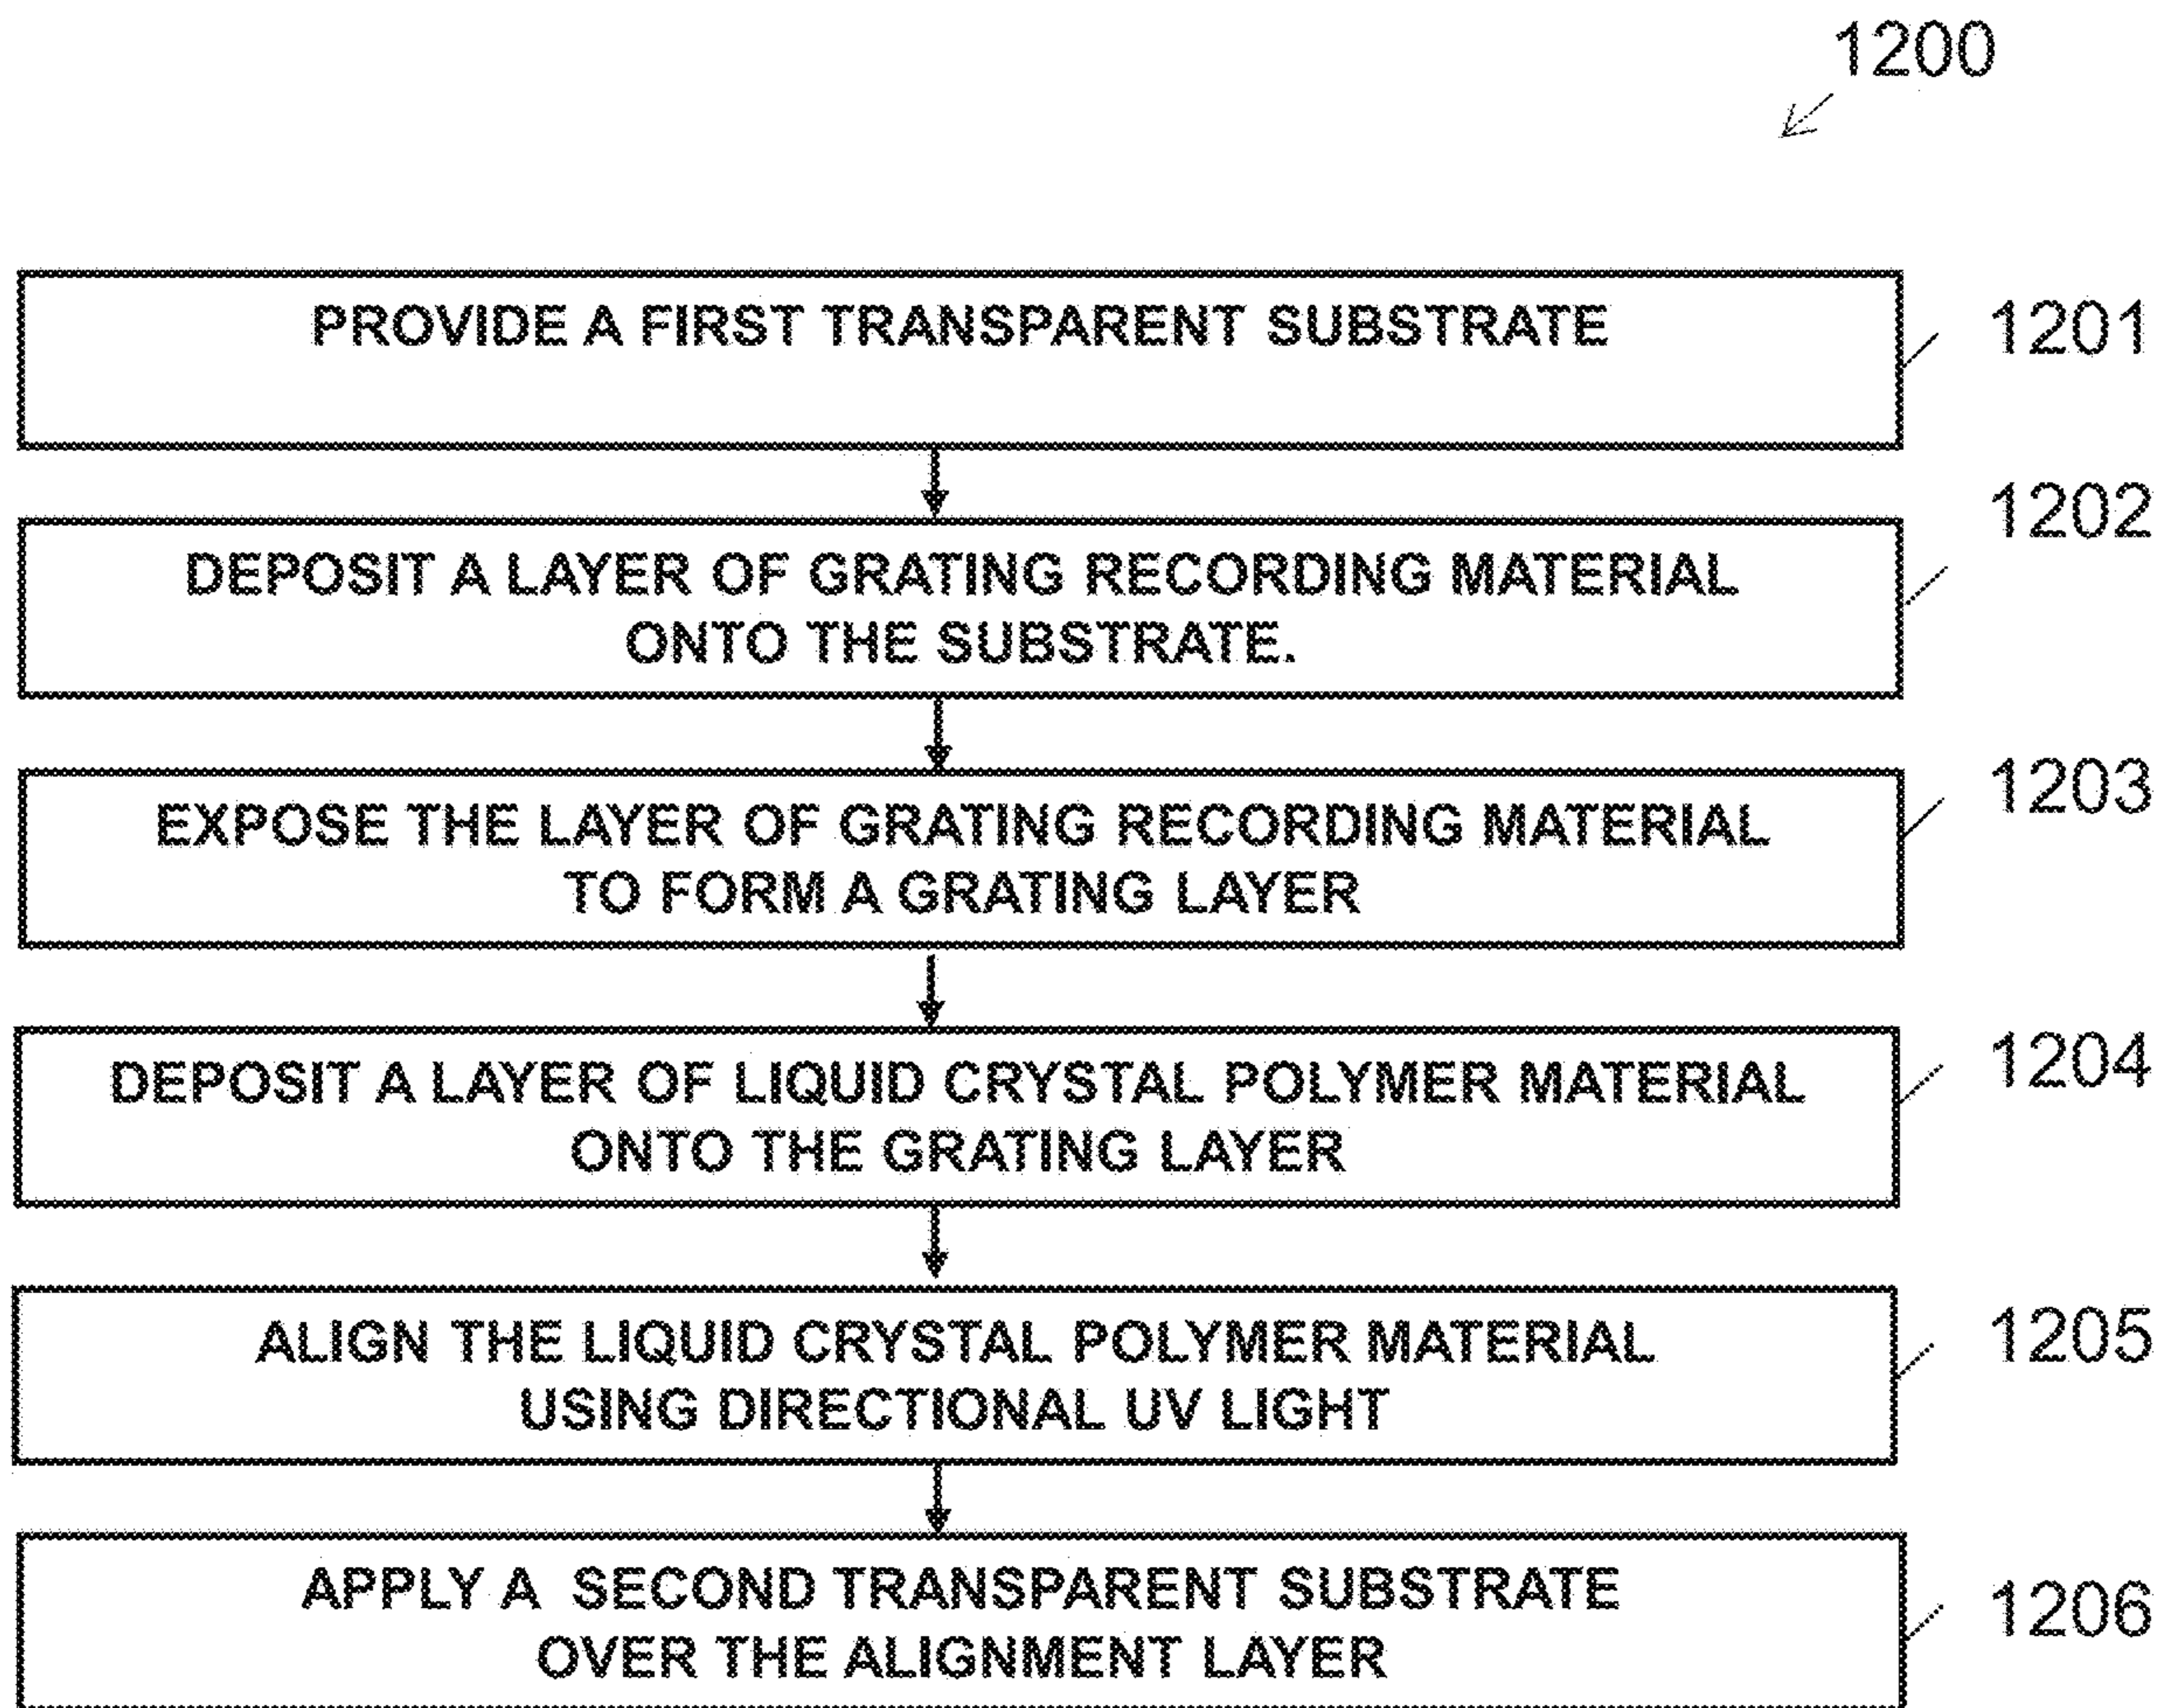 1200
PROVIDE A FIRST TRANSPARENT SUBSTRATE
1201
1202
DEPOSIT A LAYER OF GRATING RECORDING MATERIAL
ONTO THE SUBSTRATE.
1203
EXPOSE THE LAYER OF GRATING RECORDING MATERIAL
TO FORM A GRATING LAYER
1204
DEPOSIT A LAYER OF LIQUID CRYSTAL POLYMER MATERIAL
ONTO THE GRATING LAYER
1205
ALIGN THE LIQUID CRYSTAL POLYMER MATERIAL
USING DIRECTIONAL UV LIGHT
1206
APPLY A SECOND TRANSPARENT SUBSTRATE
OVER THE ALIGNMENT LAYER